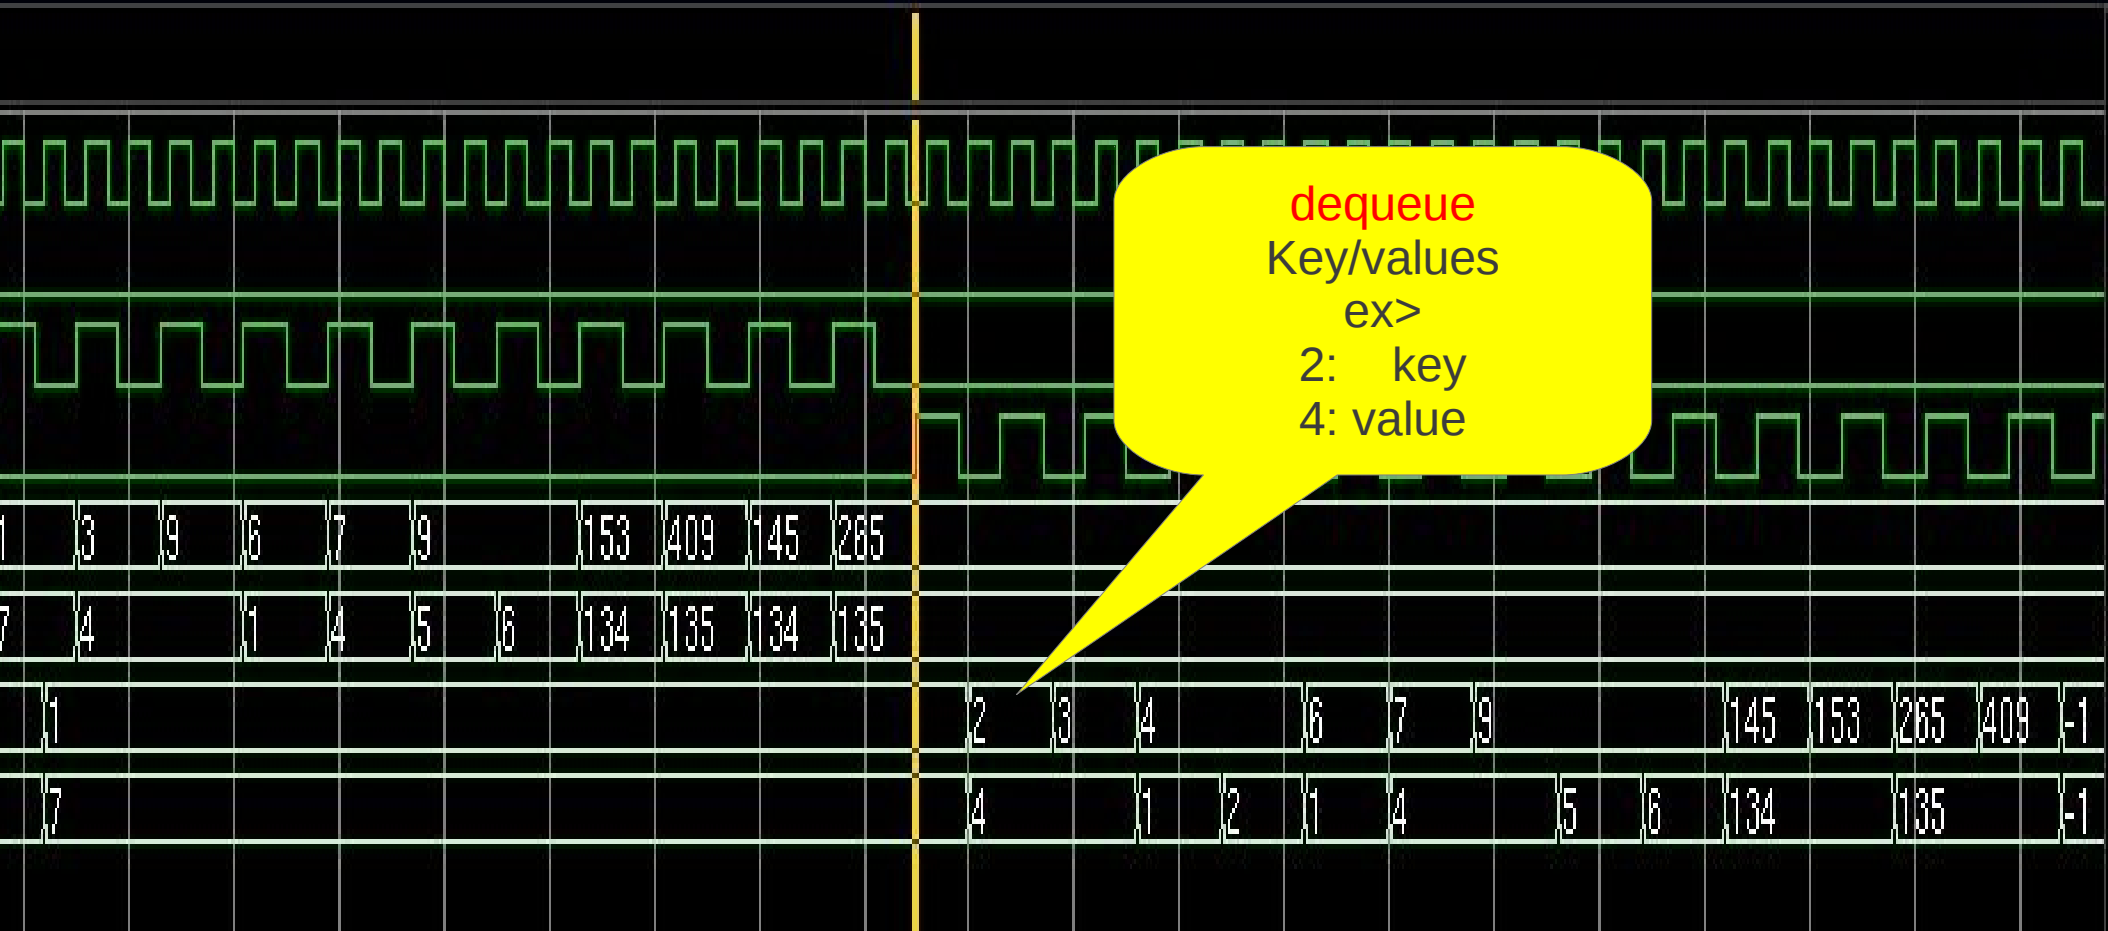 dequeue
Key/values
ex>
2: key
4: value
1 3 9 6 7 9 153 409 145 265
7 4 1 4 5 6 134 135 134 135
1 2 3 4 6 7 9 145 153 265 409 -1
7 4 1 2 1 4 5 6 134 135 -1